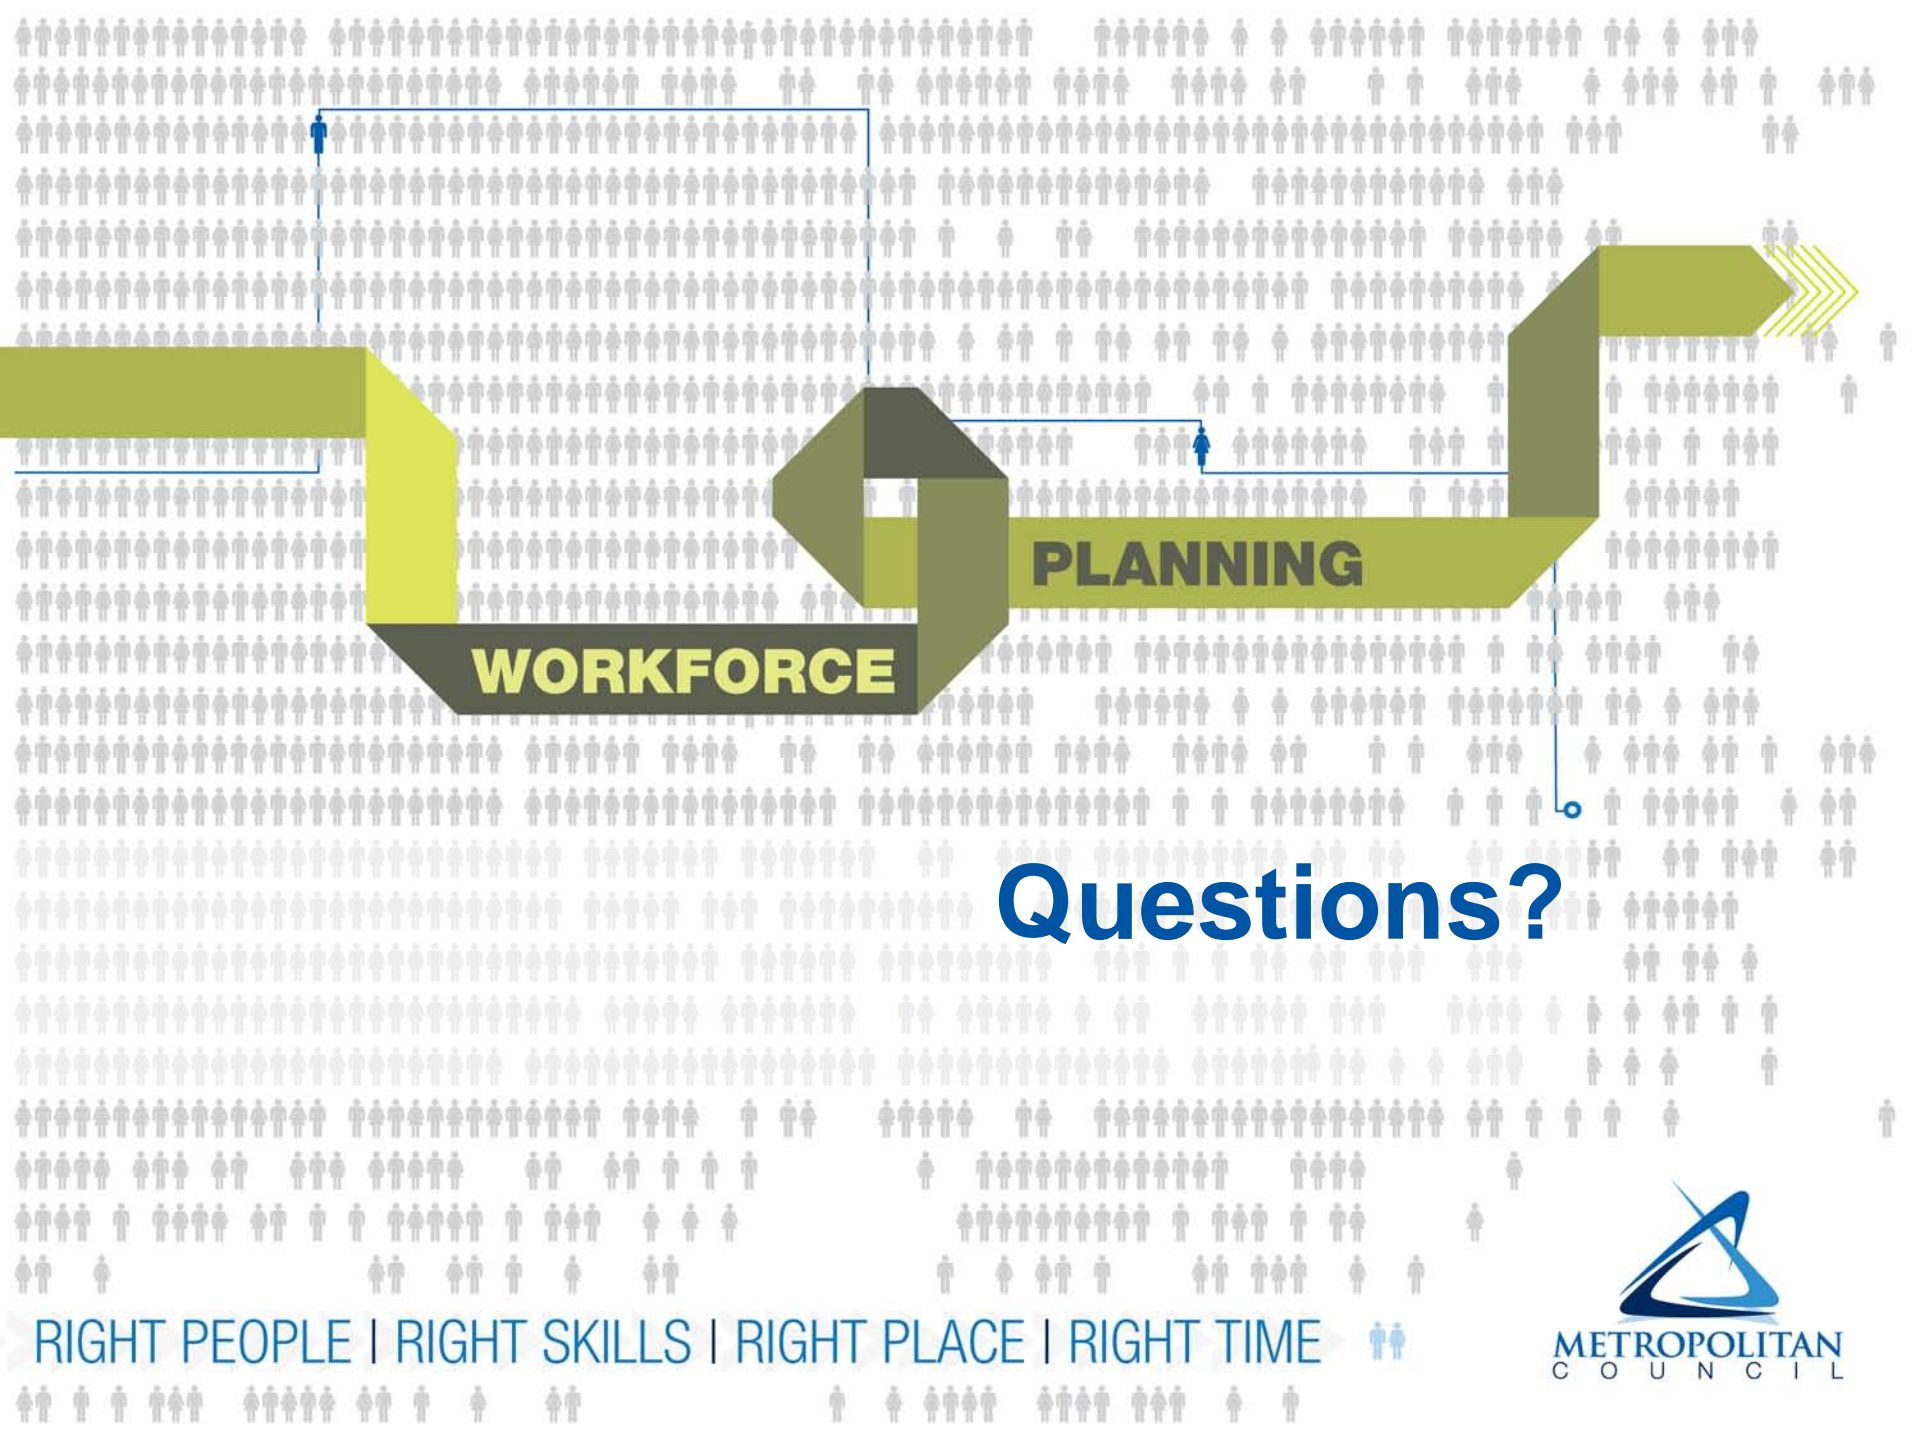 PLANNING
WORKFORCE
Questions?
RIGHT PEOPLE | RIGHT SKILLS | RIGHT PLACE | RIGHT TIME
METROPOLITAN
COUNCIL